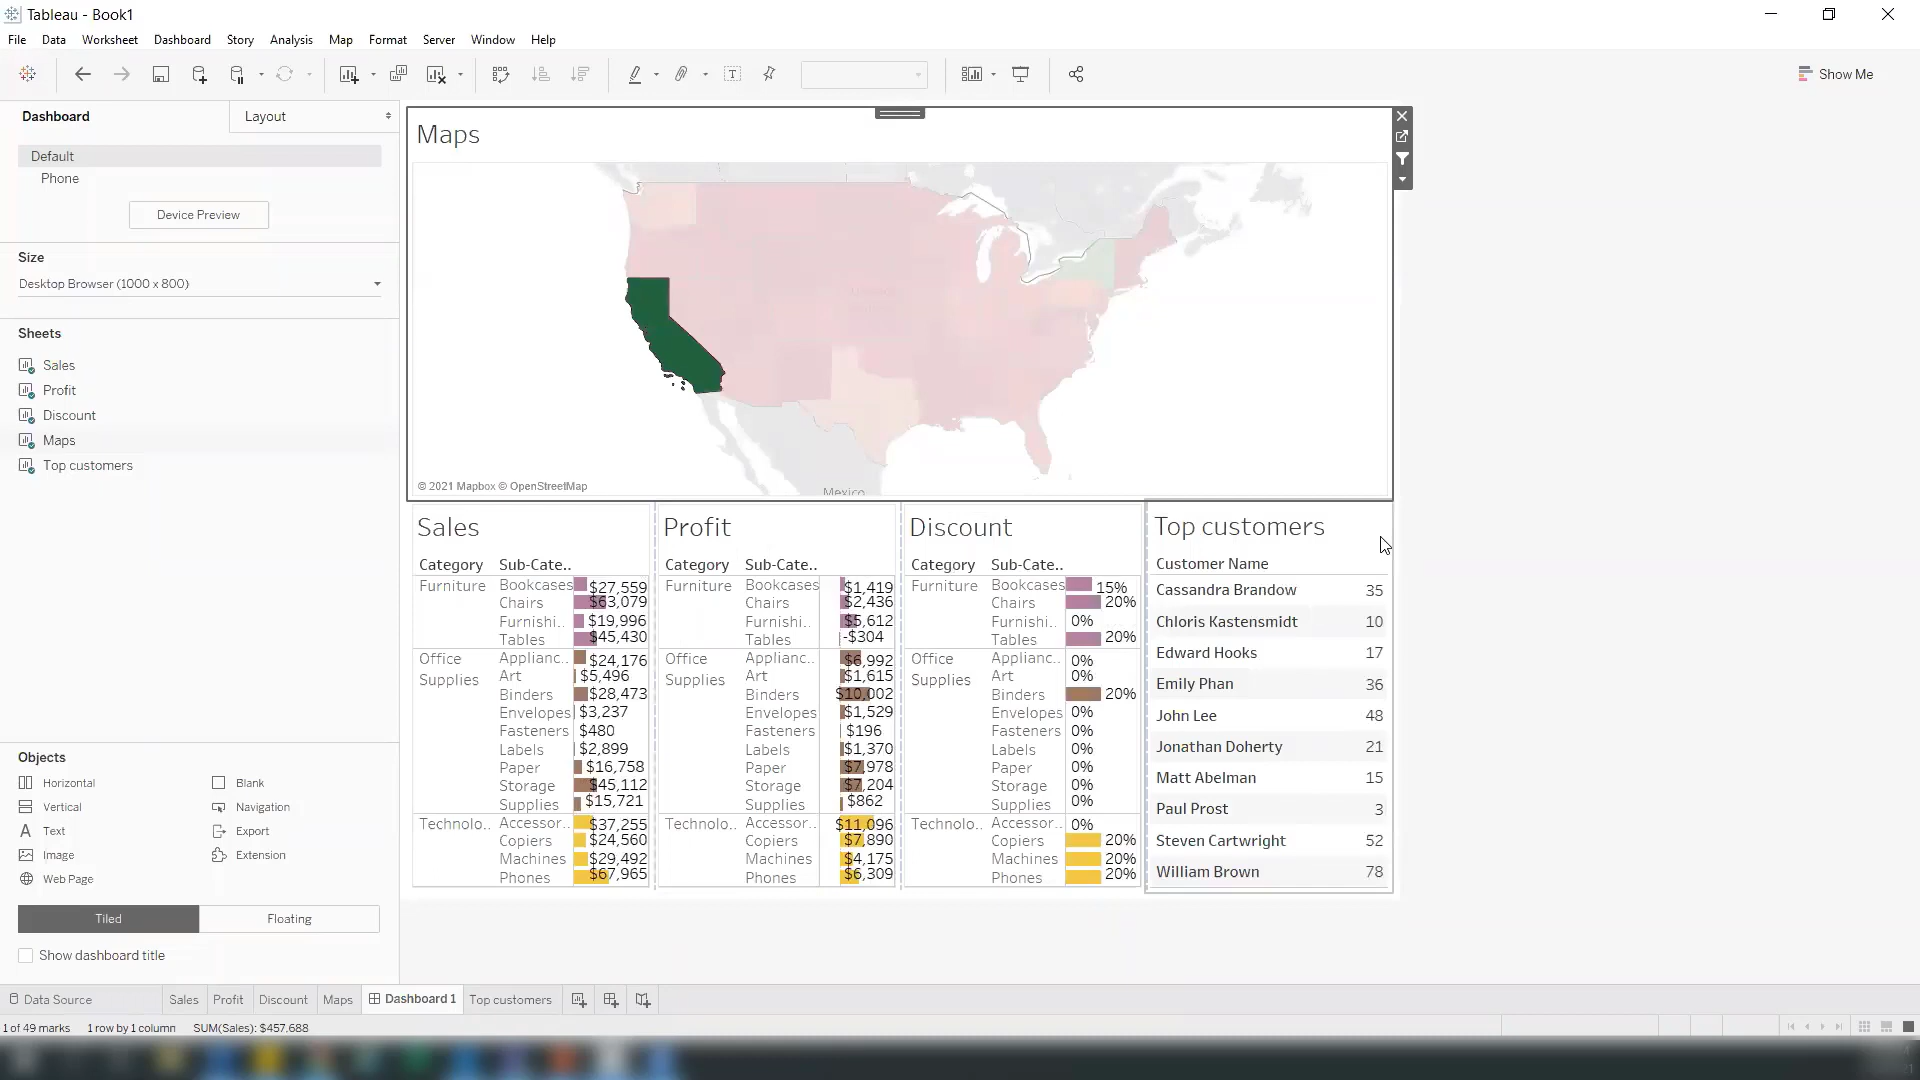 Tableau - Book1
File Data Worksheet Dashboard Story Analysis Map Format Server Window Help
Show Me
Dashboard Layout
Default
Phone
Device Preview
Size
Desktop Browser (1000 x 800)
Sheets
Sales
Profit
Discount
Maps
Top customers
Objects
Horizontal Blank
Vertical Navigation
Text Export
Image Extension
Web Page
Tiled Floating
Show dashboard title
Maps
© 2021 Mapbox © OpenStreetMap
Mexico
Sales
Category Sub-Cate..
Furniture Bookcases $27,559
Chairs $63,079
Furnishi.. $19,996
Tables $45,430
Office Supplies Applianc.. $24,176
Art $5,496
Binders $28,473
Envelopes $3,237
Fasteners $480
Labels $2,899
Paper $16,758
Storage $45,112
Supplies $15,721
Technolo.. Accessor.. $37,255
Copiers $24,560
Machines $29,492
Phones $67,965
Profit
Category Sub-Cate..
Furniture Bookcases $1,419
Chairs $2,436
Furnishi.. $5,612
Tables -$304
Office Supplies Applianc.. $6,992
Art $1,615
Binders $10,002
Envelopes $1,529
Fasteners $196
Labels $1,370
Paper $7,978
Storage $7,204
Supplies $862
Technolo.. Accessor.. $11,096
Copiers $7,890
Machines $4,175
Phones $6,309
Discount
Category Sub-Cate..
Furniture Bookcases 15%
Chairs 20%
Furnishi.. 0%
Tables 20%
Office Supplies Applianc.. 0%
Art 0%
Binders 20%
Envelopes 0%
Fasteners 0%
Labels 0%
Paper 0%
Storage 0%
Supplies 0%
Technolo.. Accessor.. 0%
Copiers 20%
Machines 20%
Phones 20%
Top customers
Customer Name
Cassandra Brandow 35
Chloris Kastensmidt 10
Edward Hooks 17
Emily Phan 36
John Lee 48
Jonathan Doherty 21
Matt Abelman 15
Paul Prost 3
Steven Cartwright 52
William Brown 78
Data Source Sales Profit Discount Maps Dashboard 1 Top customers
1 of 49 marks 1 row by 1 column SUM(Sales): $457,688